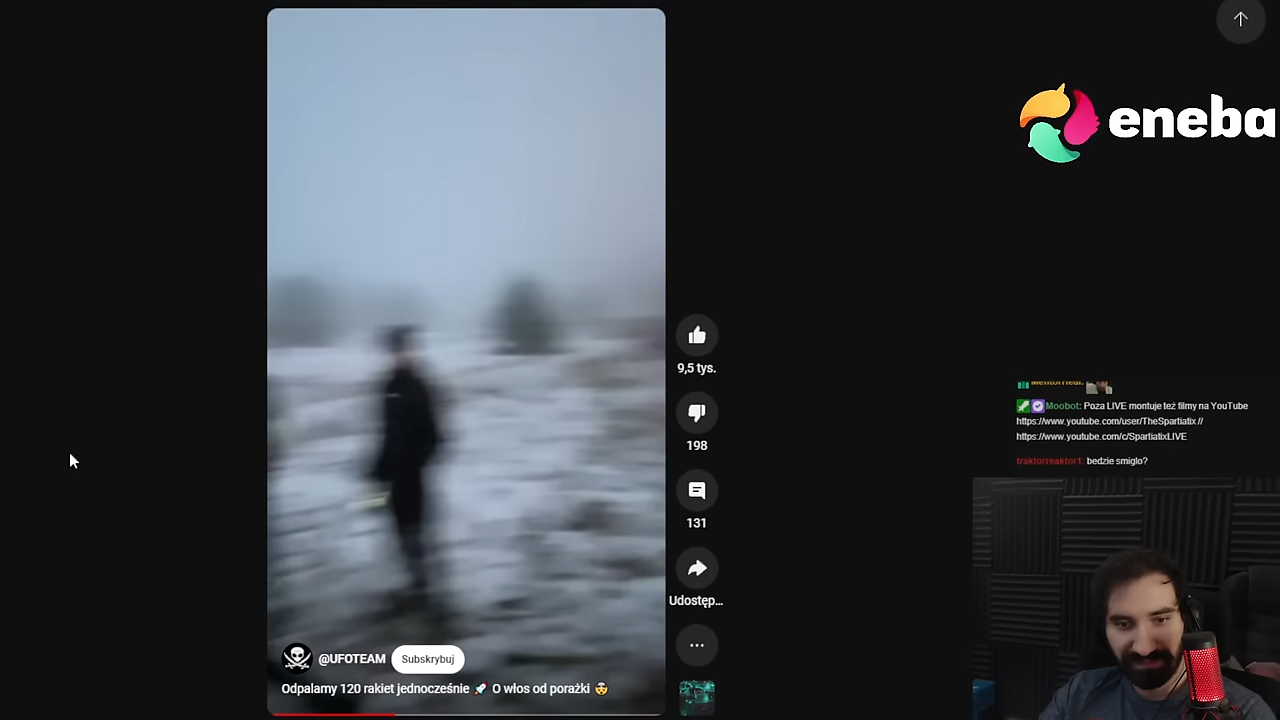 eneba
9,5 tys.
Moobot: Poza LIVE montuje też filmy na YouTube
198
https://www.youtube.com/user/TheSpartiatix //
https://www.youtube.com/c/SpartiatixLIVE
traktorreaktor1: bedzie smiglo?
131
Udostęp...
@UFOTEAM Subskrybuj
Odpalamy 120 rakiet jednocześnie 🚀 O włos od porażki 🤯